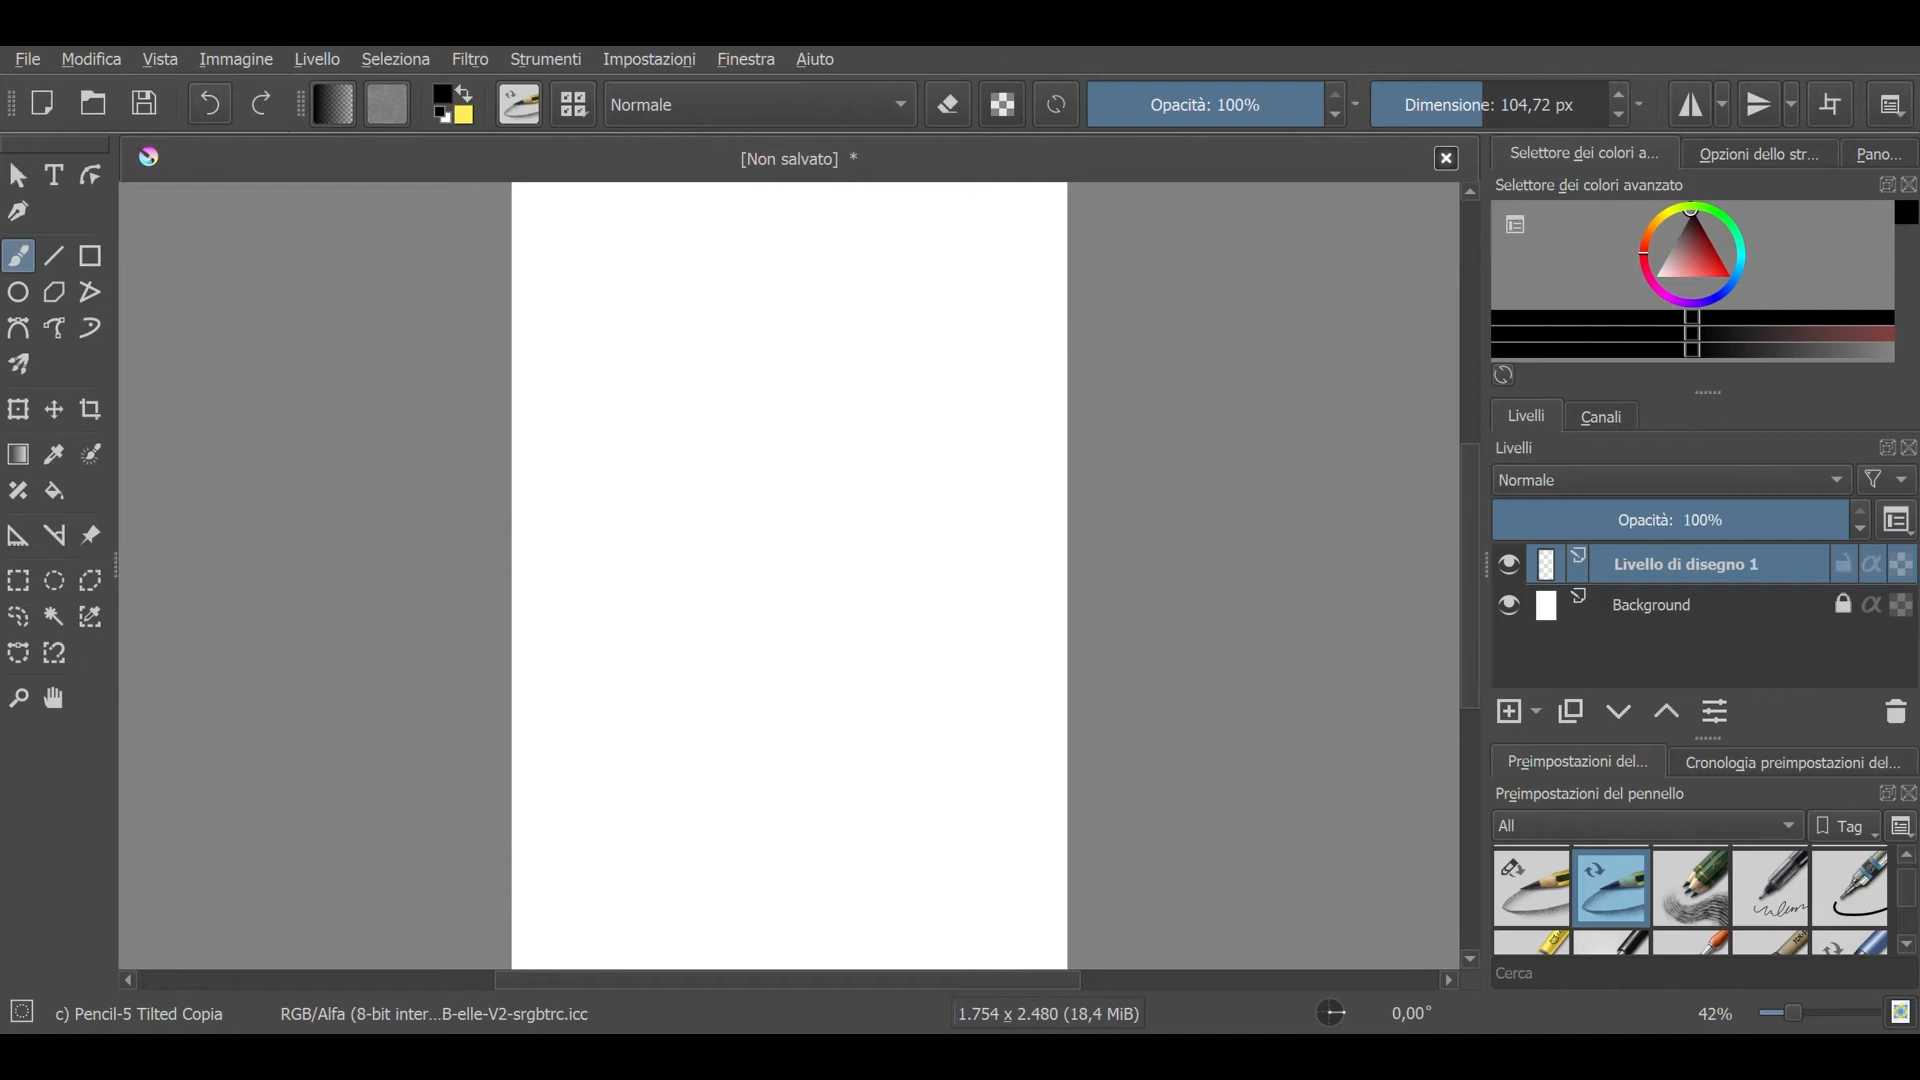 File Modifica Vista Immagine Livello Seleziona Filtro Strumenti Impostazioni Finestra Aiuto
Normale Opacità: 100% Dimensione: 104,72 px
[Non salvato] *
Selettore dei colori a... Opzioni dello str... Pano...
Selettore dei colori avanzato
Livelli Canali
Livelli
Normale
Opacità: 100%
Livello di disegno 1
Background
Preimpostazioni del... Cronologia preimpostazioni del...
Preimpostazioni del pennello
All Tag
Cerca
c) Pencil-5 Tilted Copia RGB/Alfa (8-bit inter...B-elle-V2-srgbtrc.icc 1.754 x 2.480 (18,4 MiB) 0,00° 42%